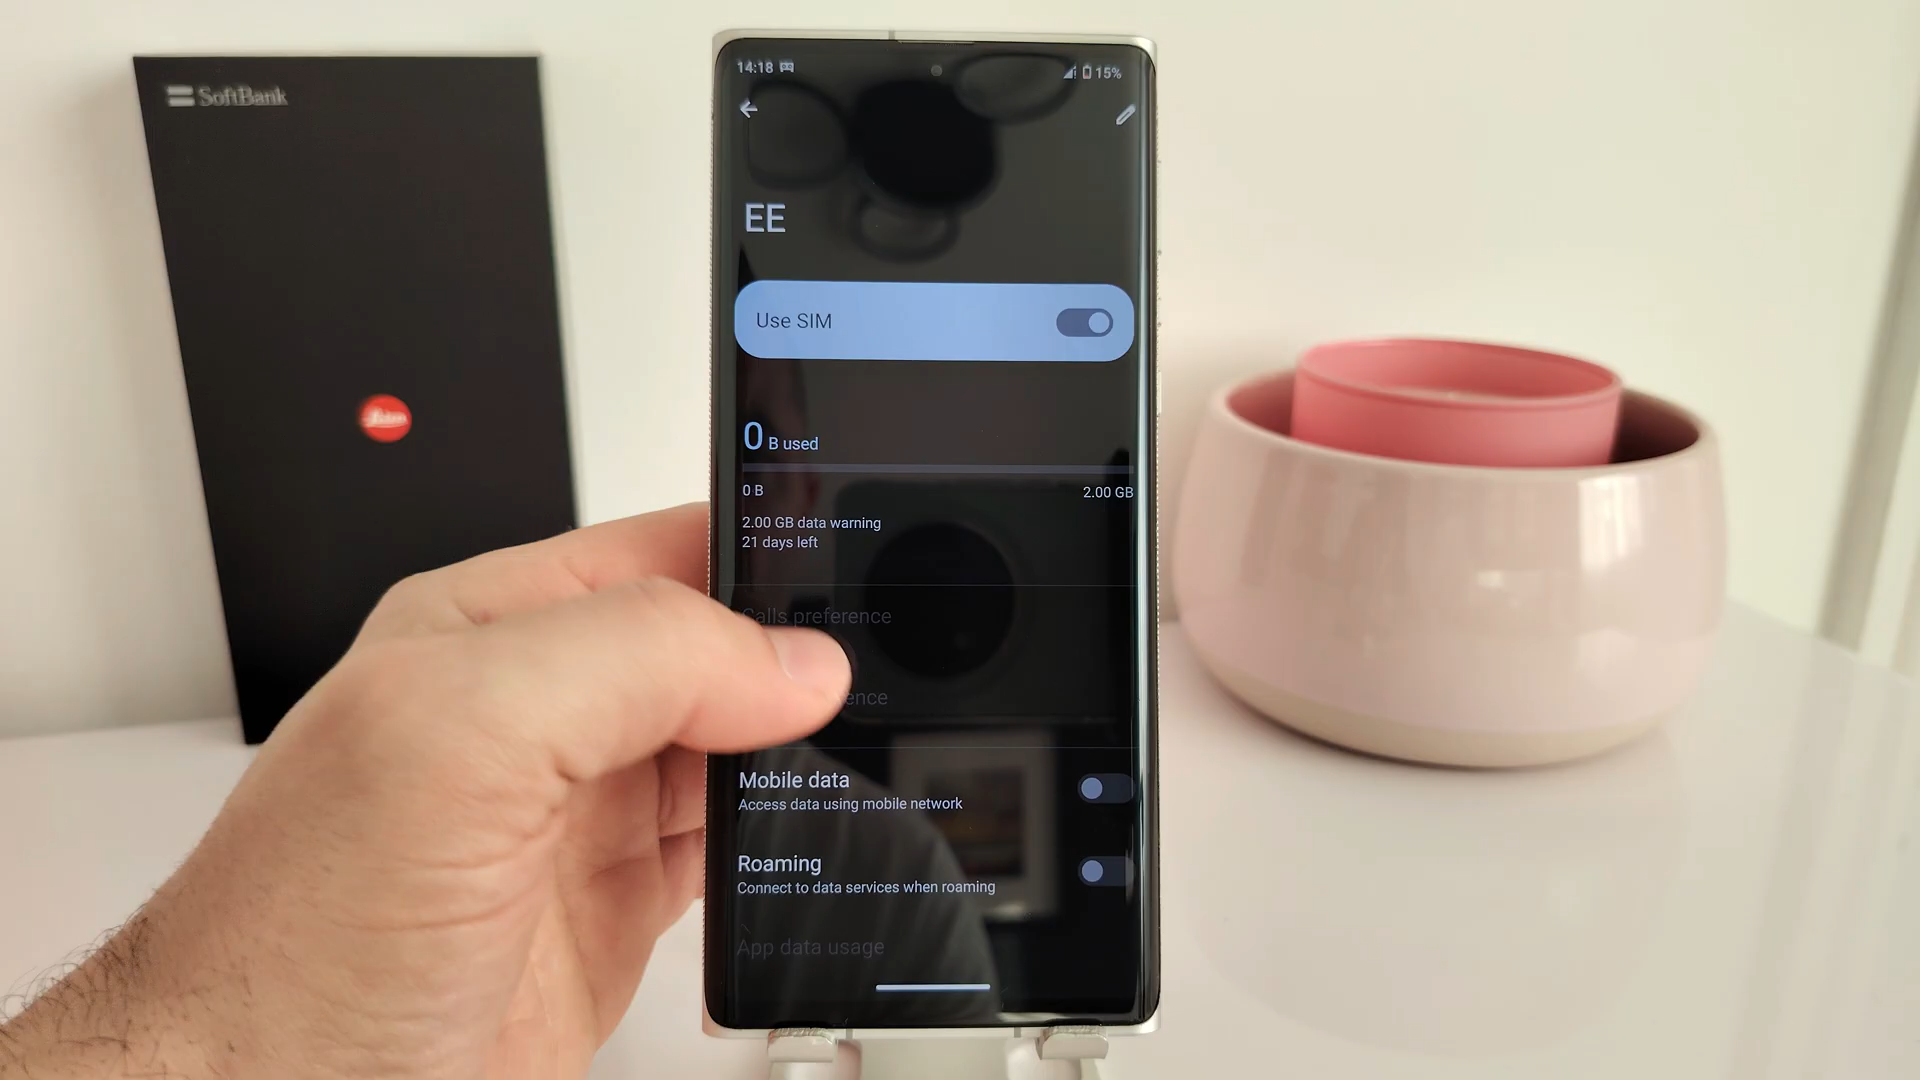 SoftBank
Leica
14:18
15%
EE
Use SIM
0 B used
0 B
2.00 GB
2.00 GB data warning
21 days left
Calls preference
ence
Mobile data
Access data using mobile network
Roaming
Connect to data services when roaming
App data usage